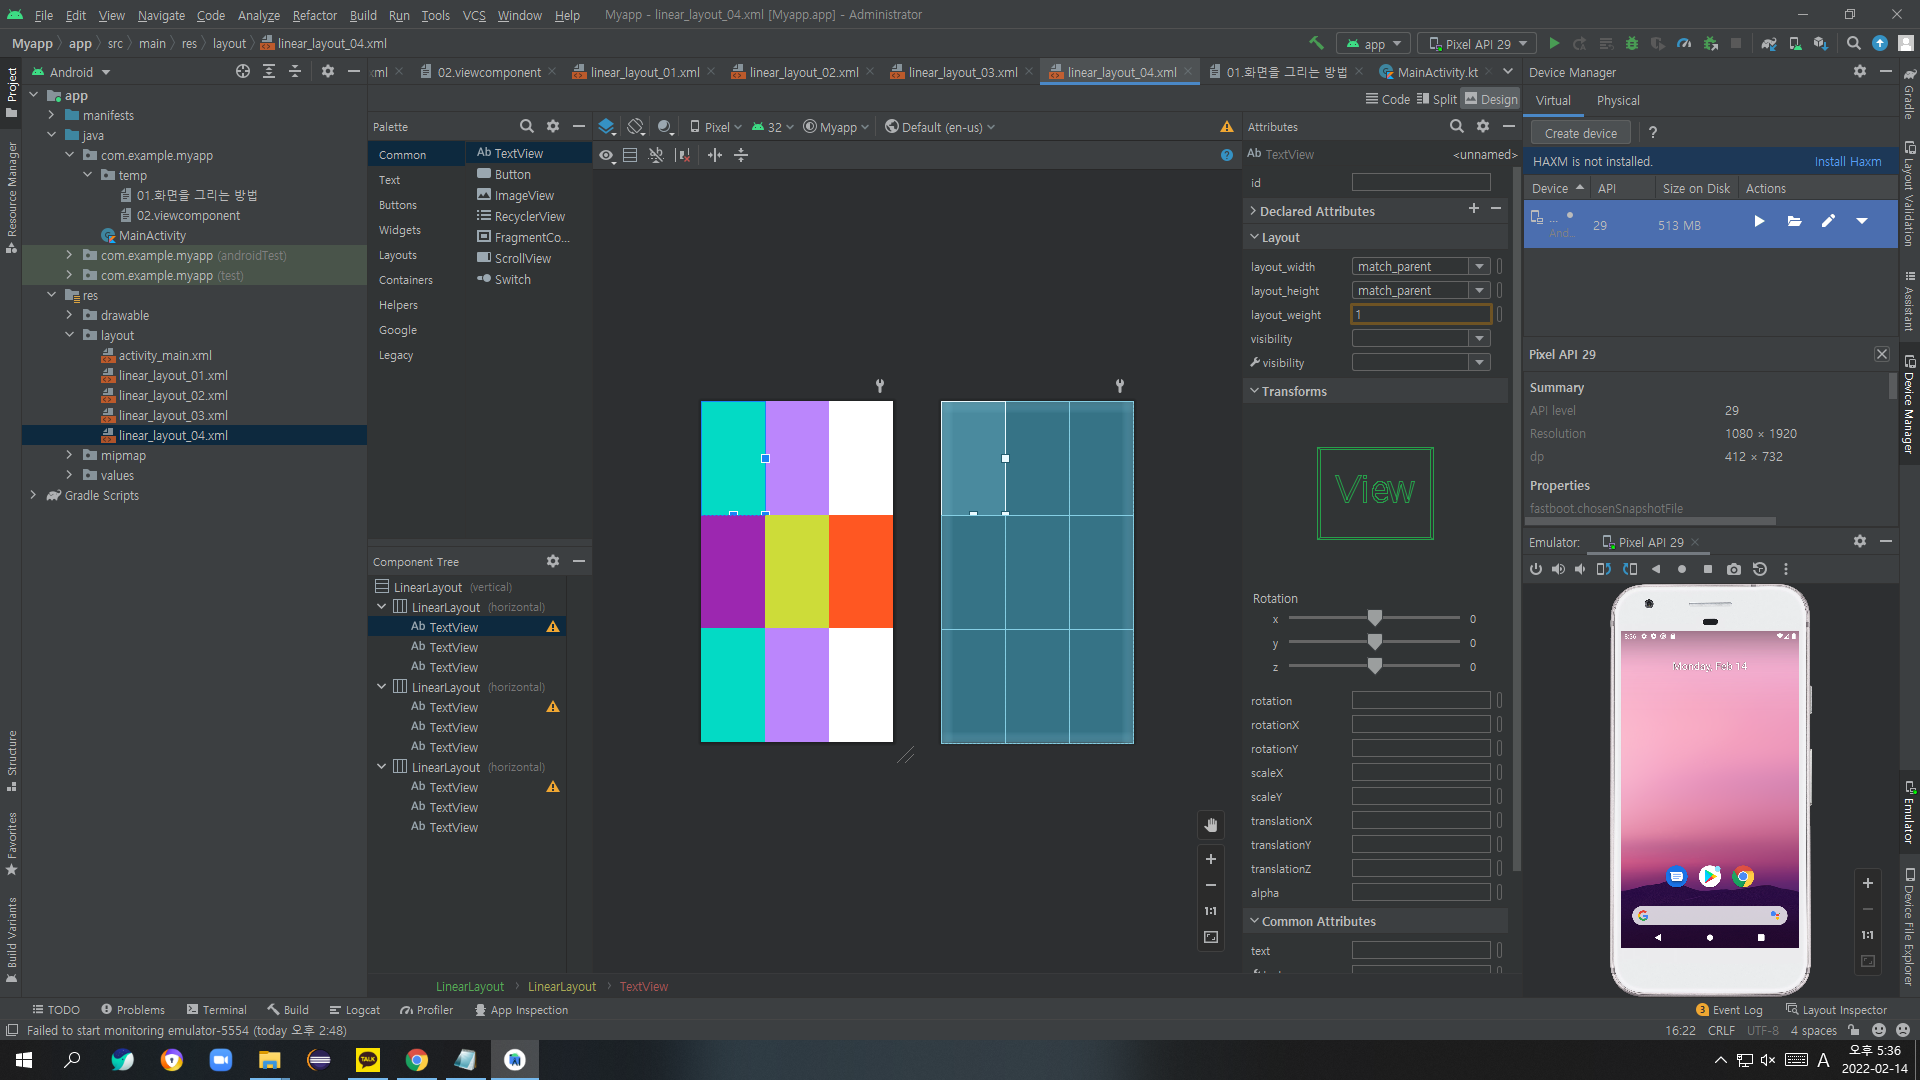 File Edit View Navigate Code Analyze Refactor Build Run Tools VCS Window Help Myapp - linear_layout_04.xml [Myapp.app] - Administrator
Myapp app src main res layout linear_layout_04.xml
app Pixel API 29
Android
xml 02.viewcomponent linear_layout_01.xml linear_layout_02.xml linear_layout_03.xml linear_layout_04.xml 01.화면을 그리는 방법 MainActivity.kt
Code Split Design
Project
Resource Manager
Structure
Favorites
Build Variants
app
manifests
java
com.example.myapp
temp
01.화면을 그리는 방법
02.viewcomponent
MainActivity
com.example.myapp (androidTest)
com.example.myapp (test)
res
drawable
layout
activity_main.xml
linear_layout_01.xml
linear_layout_02.xml
linear_layout_03.xml
linear_layout_04.xml
mipmap
values
Gradle Scripts
Palette
Common
Text
Buttons
Widgets
Layouts
Containers
Helpers
Google
Legacy
Ab TextView
Button
ImageView
RecyclerView
FragmentCo...
ScrollView
Switch
Component Tree
LinearLayout (vertical)
LinearLayout (horizontal)
Ab TextView
Ab TextView
Ab TextView
LinearLayout (horizontal)
Ab TextView
Ab TextView
Ab TextView
LinearLayout (horizontal)
Ab TextView
Ab TextView
Ab TextView
Pixel 32 Myapp Default (en-us)
1:1
LinearLayout LinearLayout TextView
Attributes
Ab TextView <unnamed>
id
Declared Attributes
Layout
layout_width match_parent
layout_height match_parent
layout_weight 1
visibility
visibility
Transforms
View
Rotation
x 0
y 0
z 0
rotation
rotationX
rotationY
scaleX
scaleY
translationX
translationY
translationZ
alpha
Common Attributes
text
Device Manager
Virtual Physical
Create device ?
HAXM is not installed. Install Haxm
Device API Size on Disk Actions
...
And...
29 513 MB
Pixel API 29
Summary
API level 29
Resolution 1080 × 1920
dp 412 × 732
Properties
fastboot.chosenSnapshotFile
Emulator: Pixel API 29
8:36
Monday, Feb 14
1:1
Gradle
Layout Validation
Assistant
Device Manager
Emulator
Device File Explorer
TODO Problems Terminal Build Logcat Profiler App Inspection 3 Event Log Layout Inspector
Failed to start monitoring emulator-5554 (today 오후 2:48) 16:22 CRLF UTF-8 4 spaces
TALK
A
오후 5:36
2022-02-14